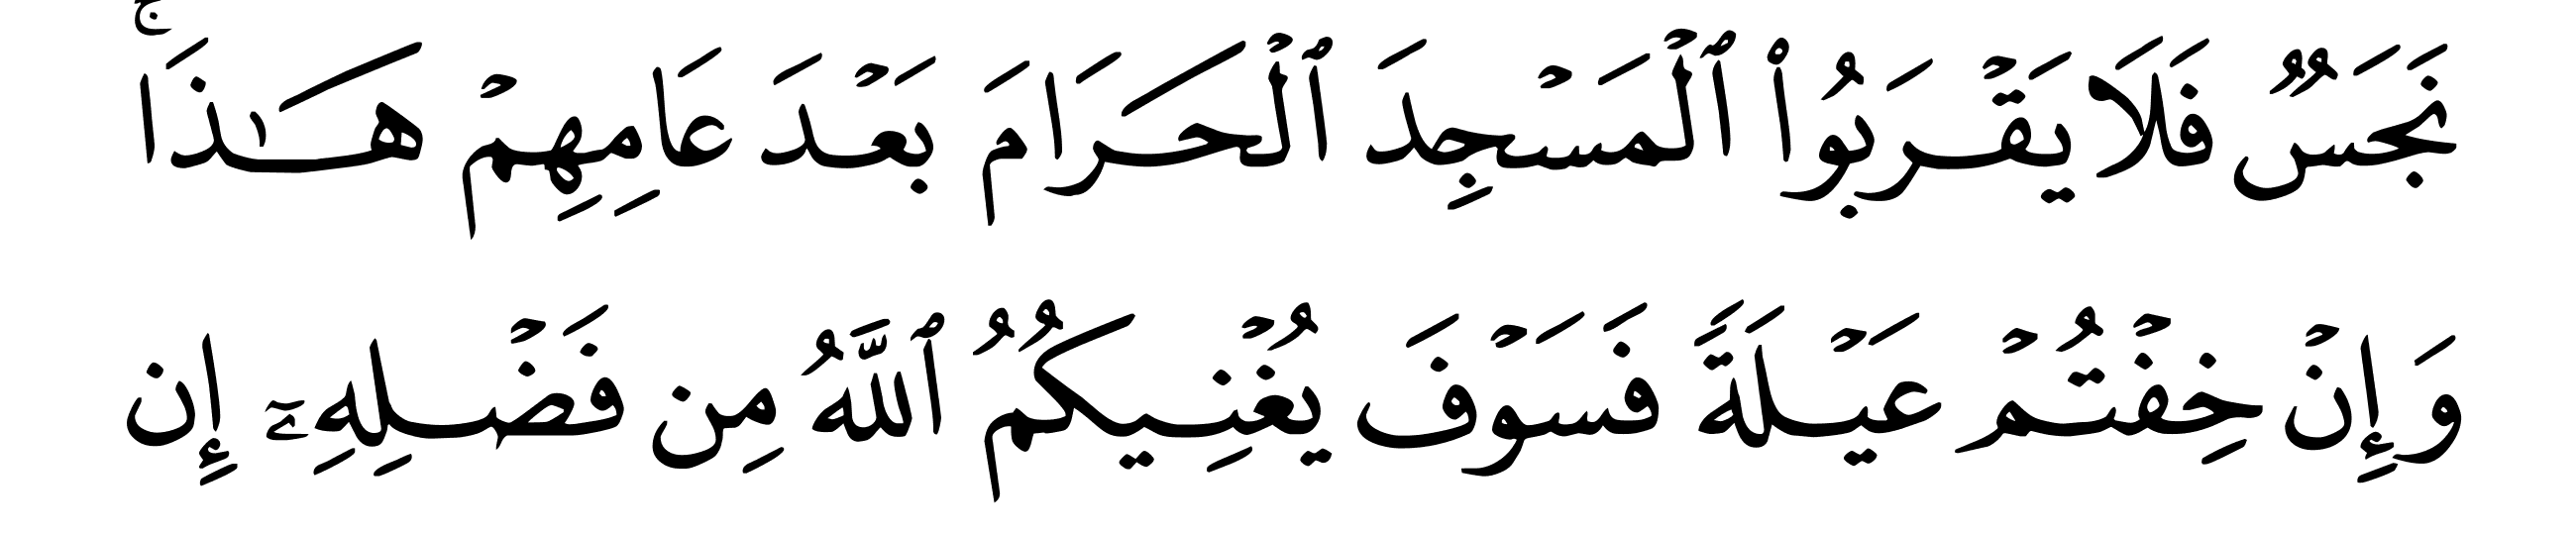 نَجَسٌ فَلَا يَقْرَبُوا۟ ٱلْمَسْجِدَ ٱلْحَرَامَ بَعْدَ عَامِهِمْ هَـٰذَا ۚ
وَإِنْ خِفْتُمْ عَيْلَةً فَسَوْفَ يُغْنِيكُمُ ٱللَّهُ مِن فَضْلِهِۦٓ إِن